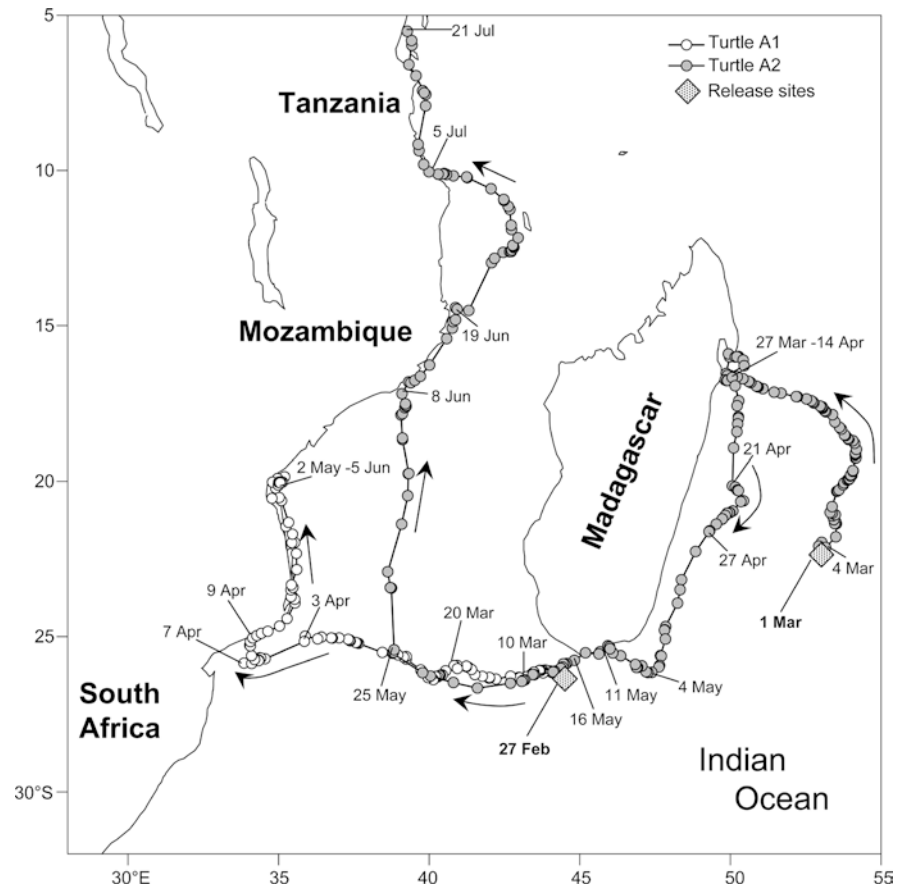 5
21 Jul
Turtle A1
Turtle A2
Release sites
Tanzania
5 Jul
10
Mozambique
19 Jun
15
27 Mar -14 Apr
8 Jun
Madagascar
2 May -5 Jun
21 Apr
20
27 Apr
4 Mar
9 Apr
3 Apr
20 Mar
1 Mar
7 Apr
10 Mar
25
South
Africa
25 May
11 May
4 May
16 May
27 Feb
Indian
Ocean
30°S
30°E
35
40
45
50
55